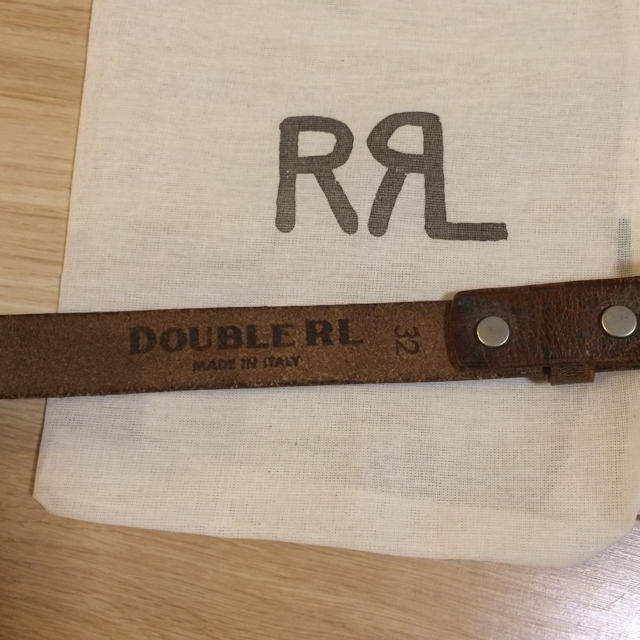 RRL
DOUBLE RL
MADE IN ITALY
32